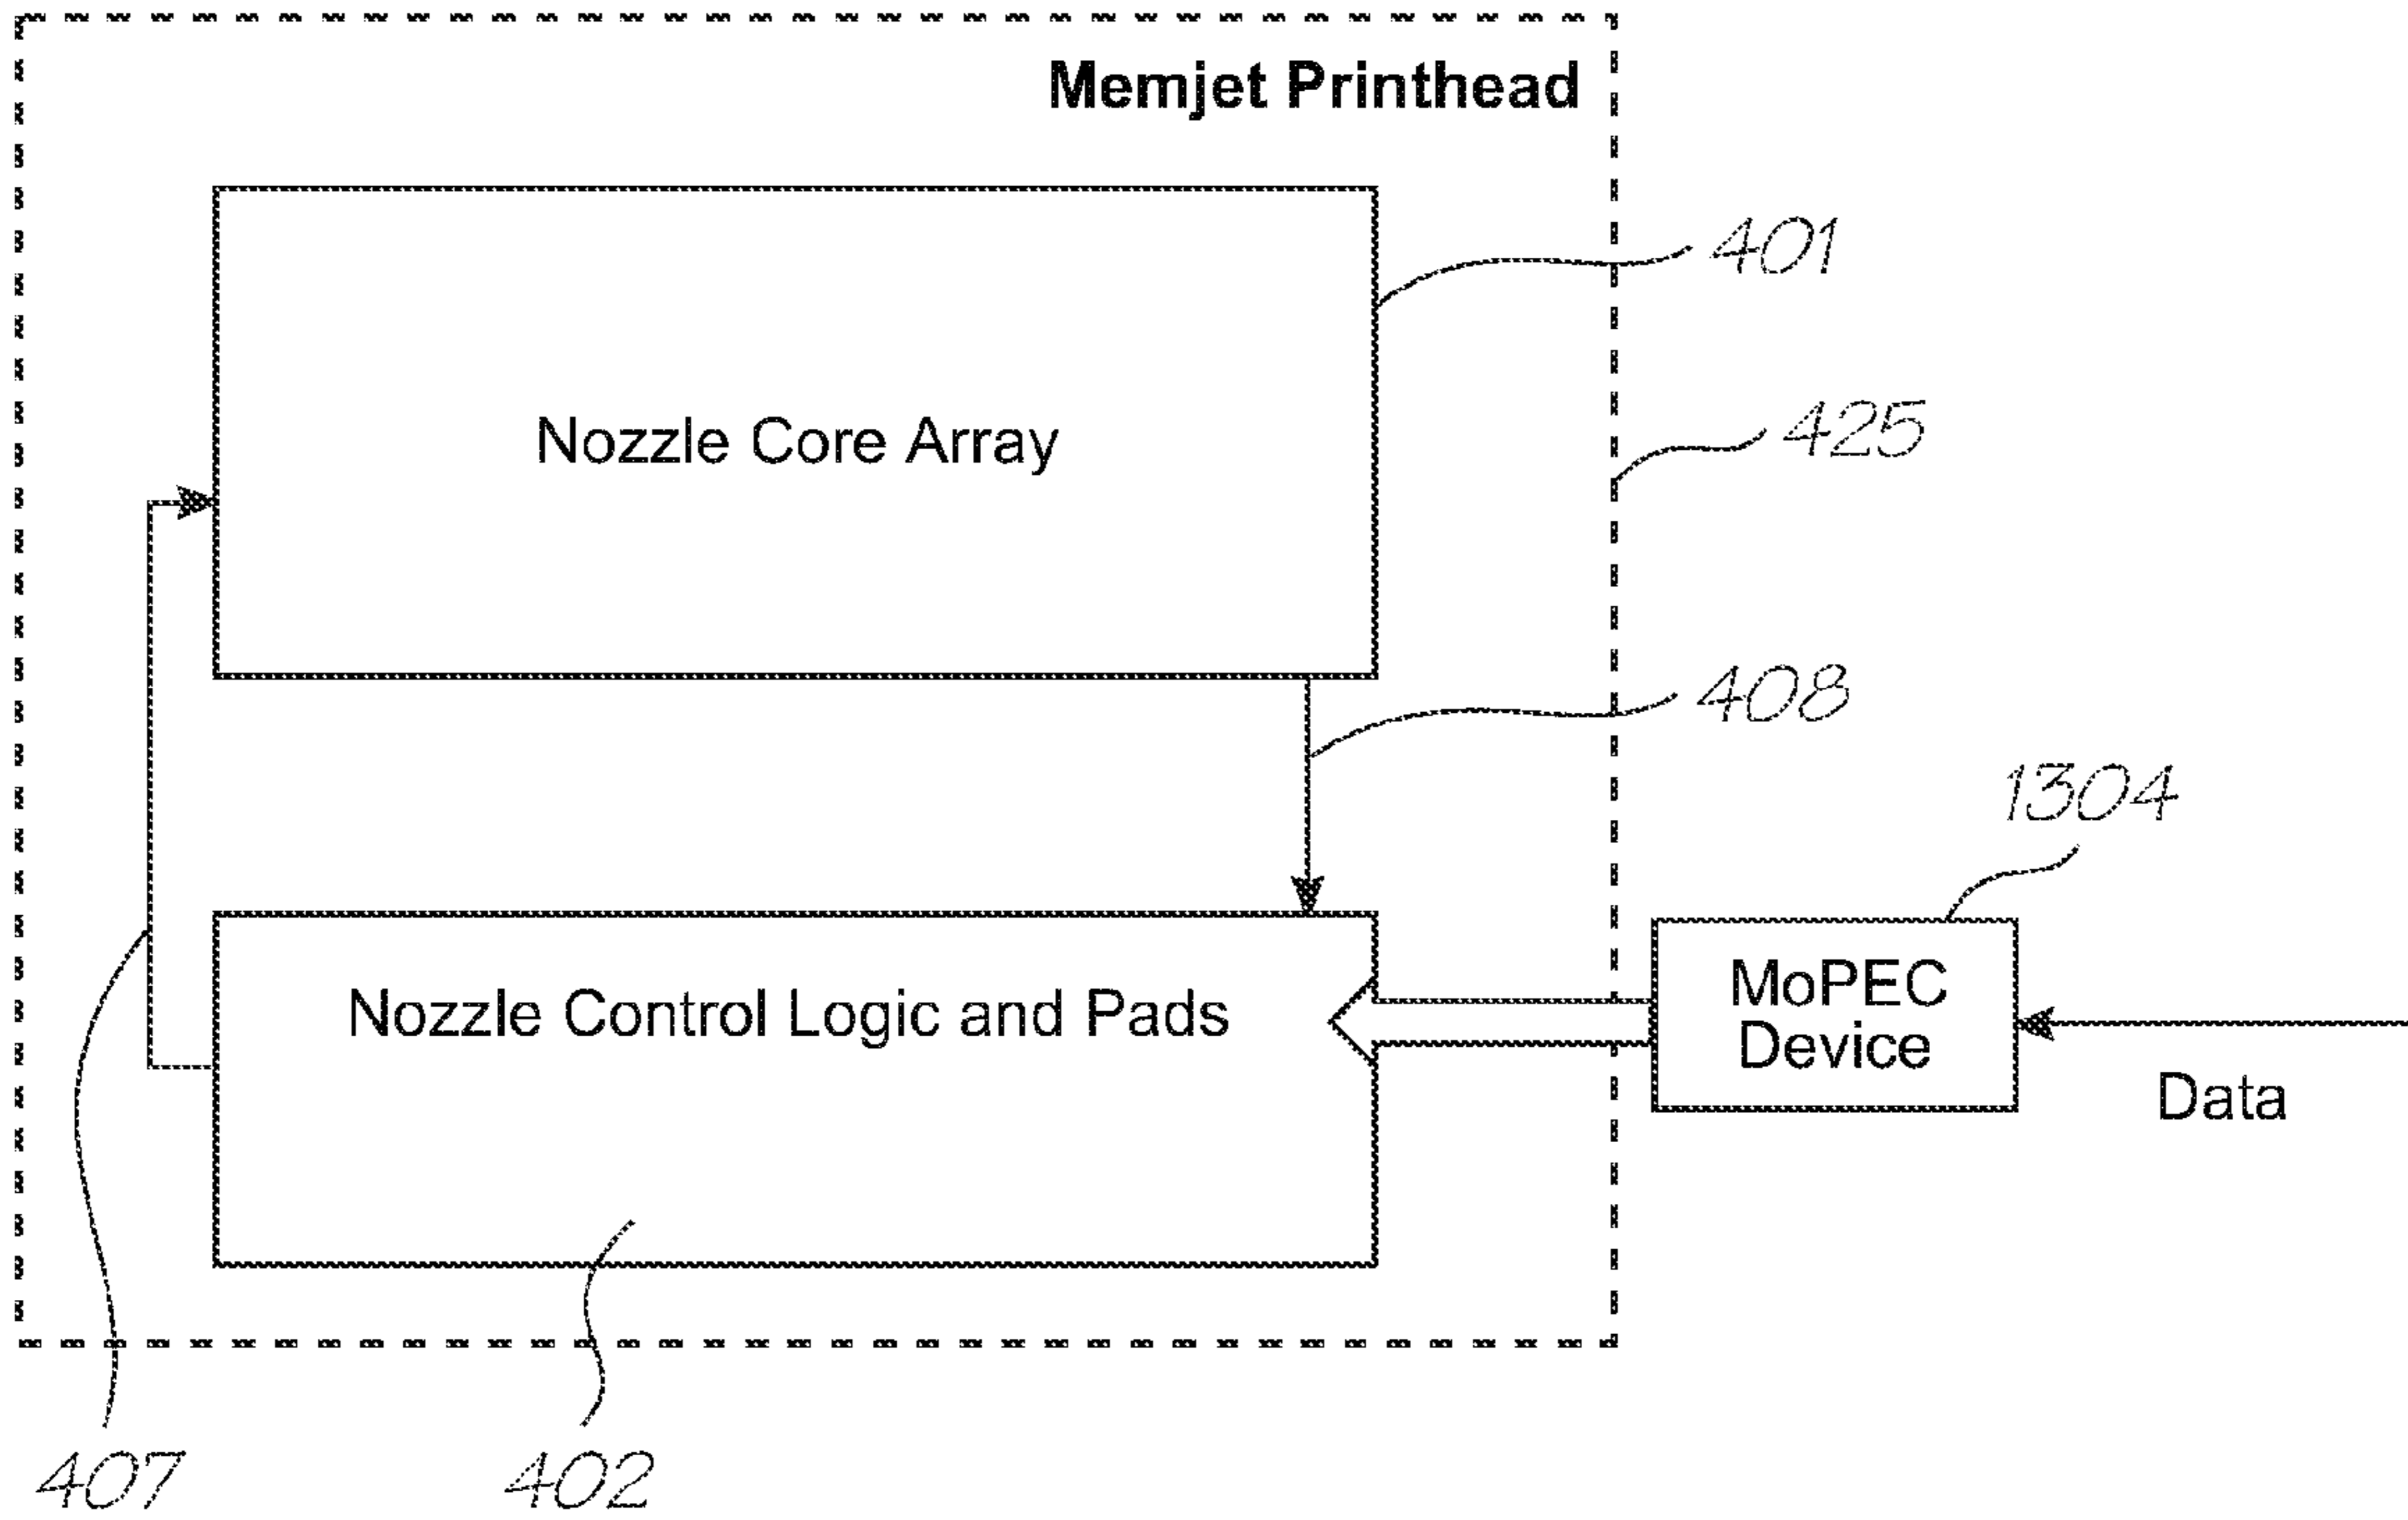 Memjet Printhead
401
Nozzle Core Array
425
408
1304
MoPEC
Device
Nozzle Control Logic and Pads
Data
407
402